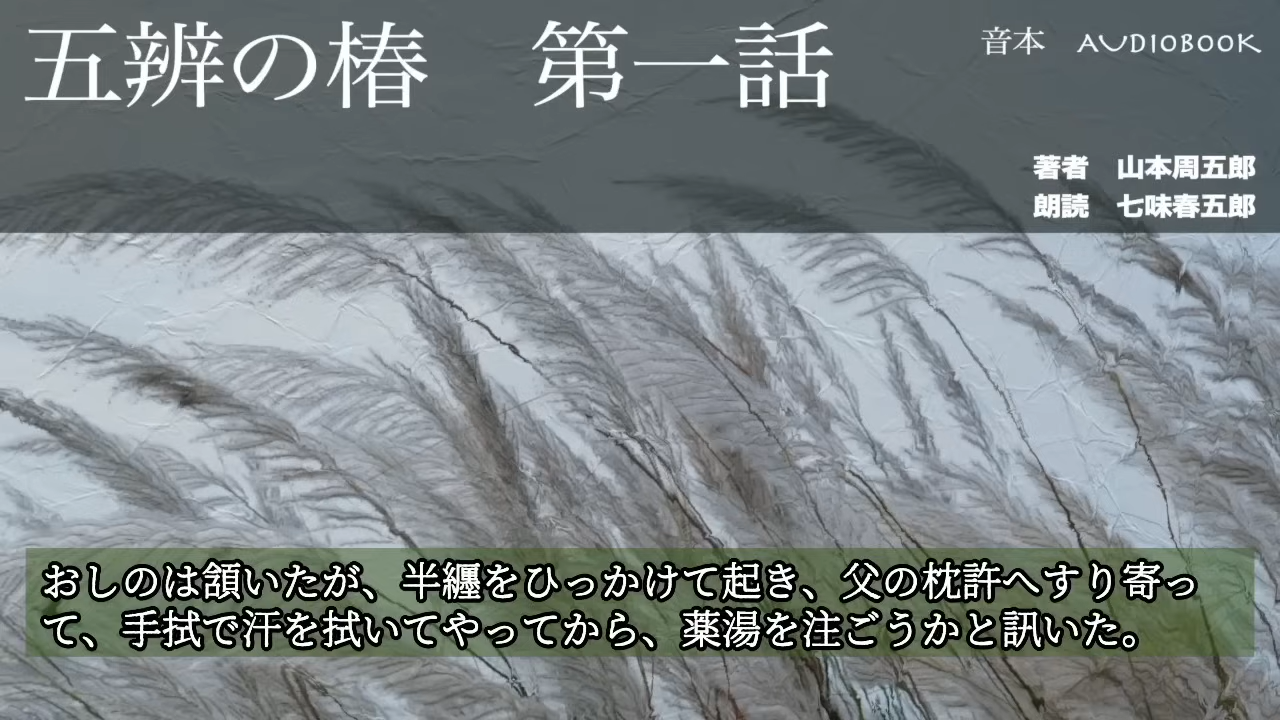 五辨の椿　第一話
音本　AUDIOBOOK
著者　山本周五郎
朗読　七味春五郎
おしのは頷いたが、半纒をひっかけて起き、父の枕許へすり寄っ
て、手拭で汗を拭いてやってから、薬湯を注ごうかと訊いた。